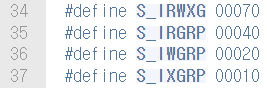 34 #define S_IRWXG 00070
35 #define S_IRGRP 00040
36 #define S_IWGRP 00020
37 #define S_IXGRP 00010